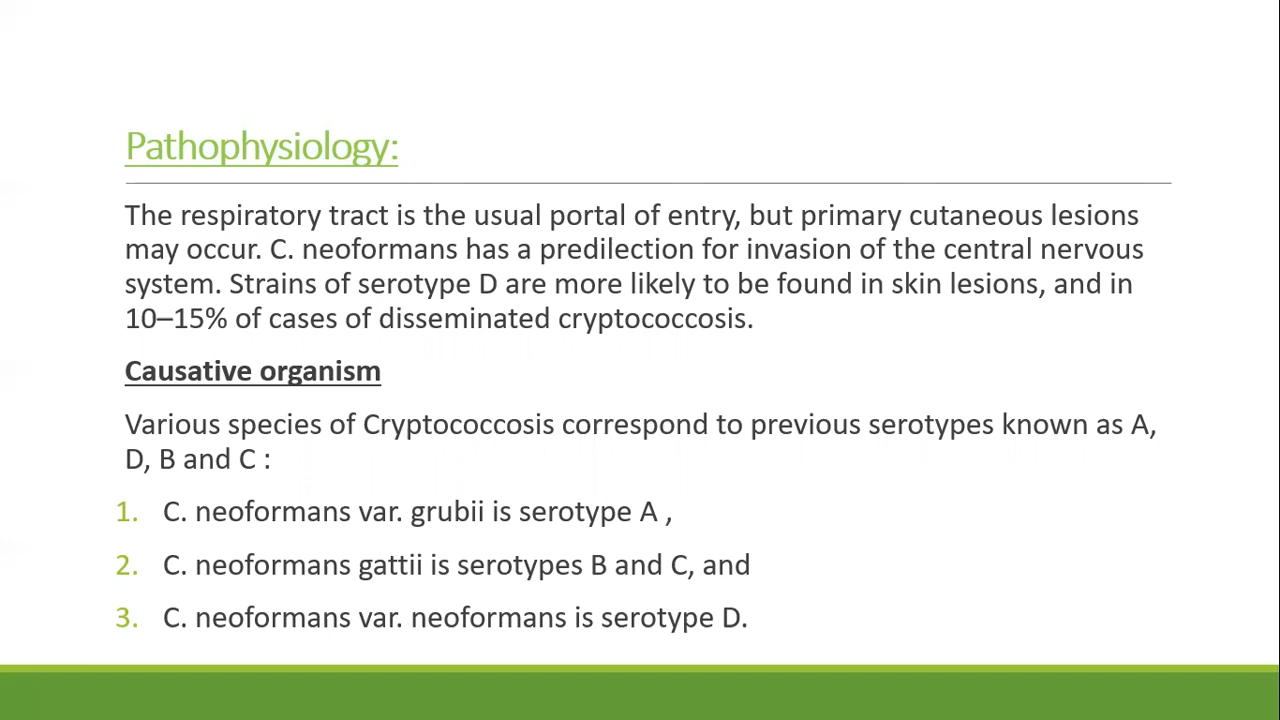 Pathophysiology:
The respiratory tract is the usual portal of entry, but primary cutaneous lesions
may occur. C. neoformans has a predilection for invasion of the central nervous
system. Strains of serotype D are more likely to be found in skin lesions, and in
10–15% of cases of disseminated cryptococcosis.
Causative organism
Various species of Cryptococcosis correspond to previous serotypes known as A,
D, B and C :
1. C. neoformans var. grubii is serotype A ,
2. C. neoformans gattii is serotypes B and C, and
3. C. neoformans var. neoformans is serotype D.